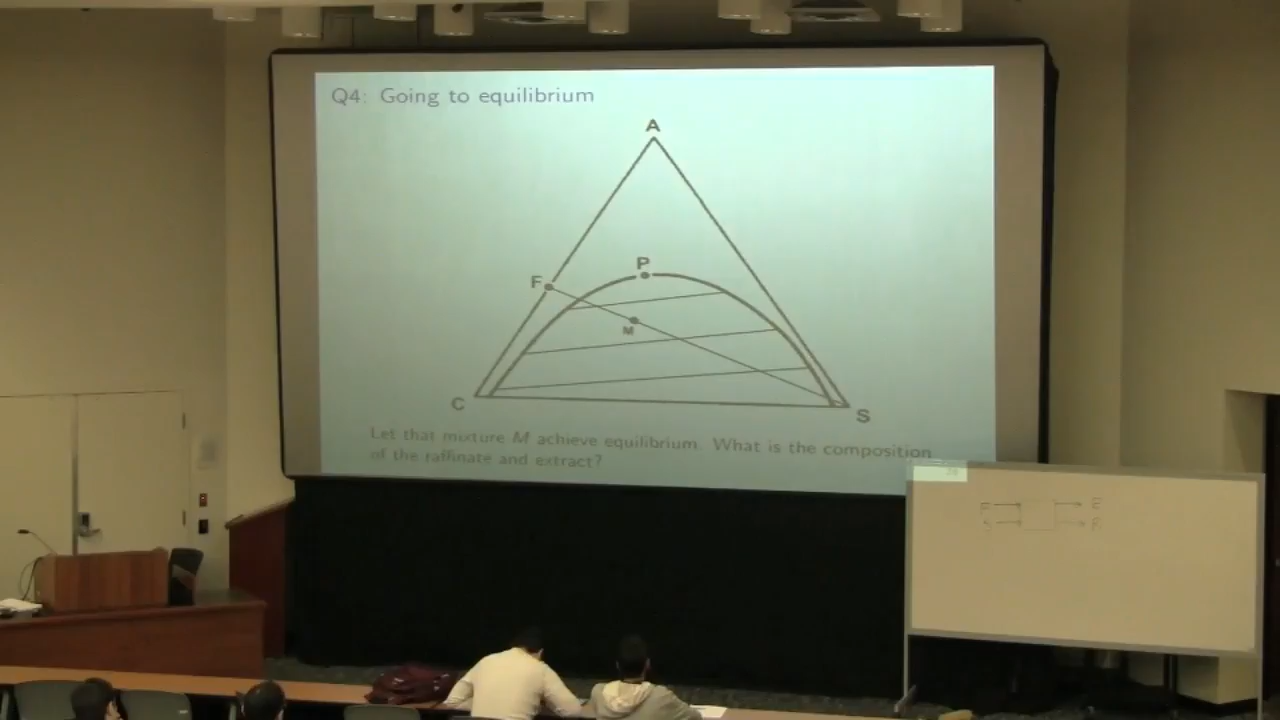 Q4: Going to equilibrium
A
P
F
M
C
S
Let that mixture M achieve equilibrium. What is the composition
of the raffinate and extract?
F
E
S
R